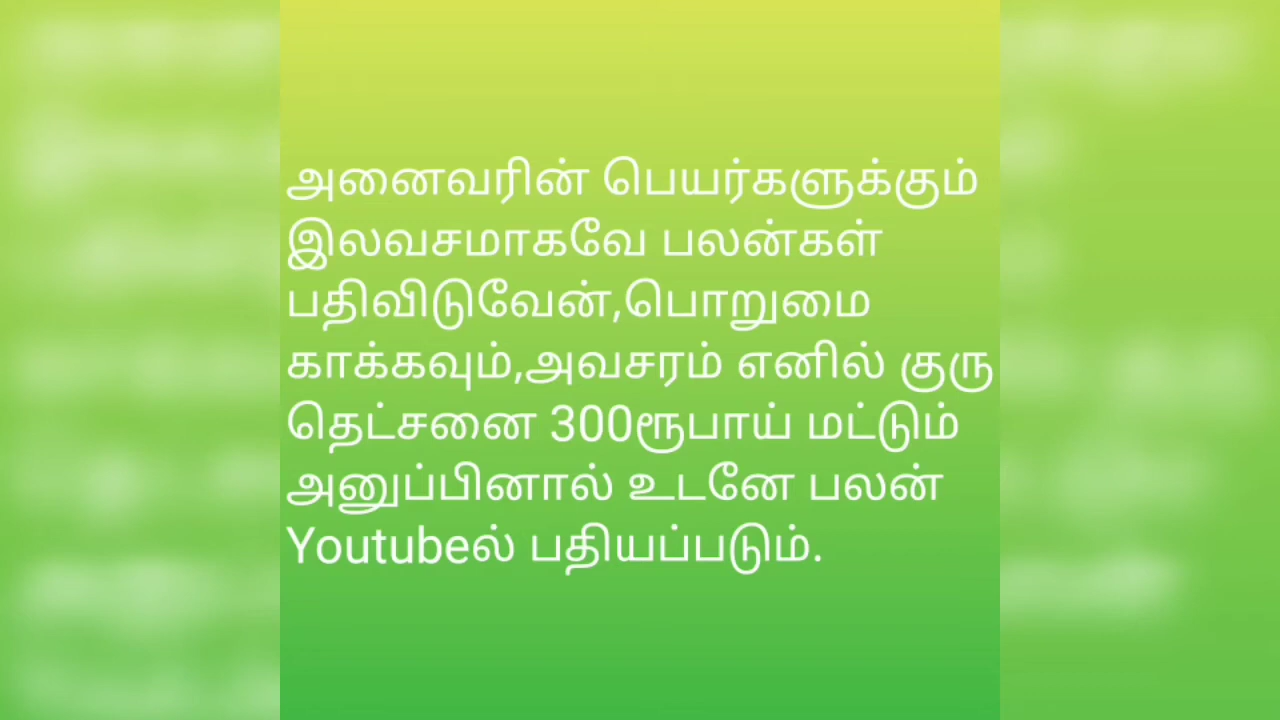 அனைவரின் பெயர்களுக்கும்
இலவசமாகவே பலன்கள்
பதிவிடுவேன்,பொறுமை
காக்கவும்,அவசரம் எனில் குரு
தெட்சனை 300ரூபாய் மட்டும்
அனுப்பினால் உடனே பலன்
Youtubeல் பதியப்படும்.